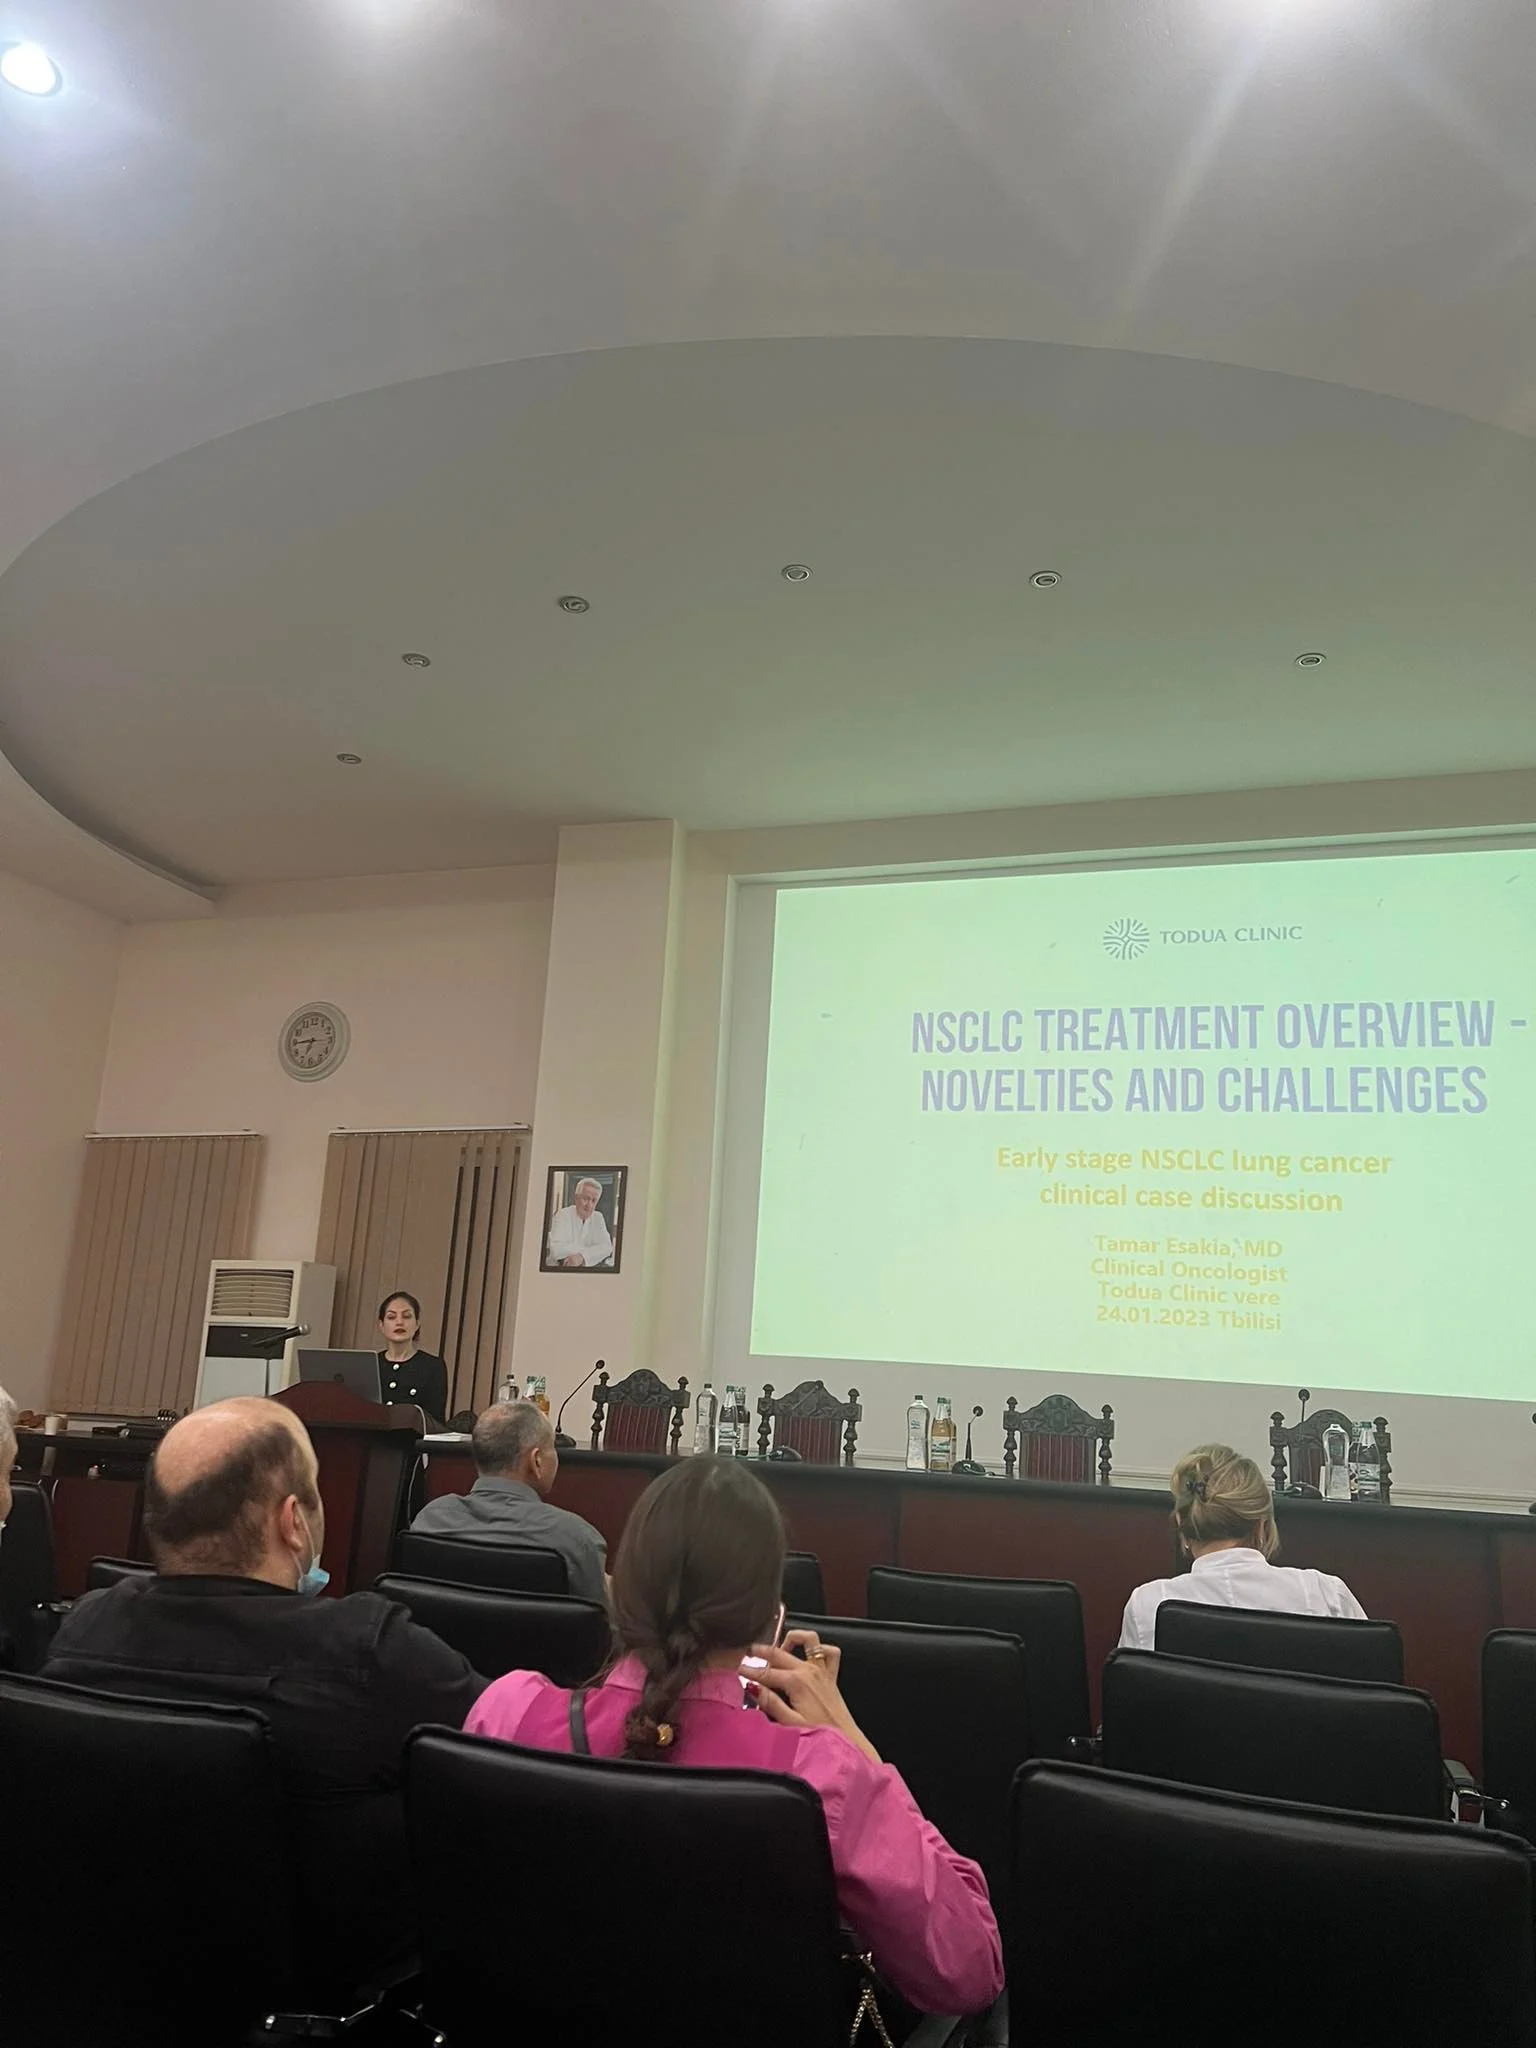 TODUA CLINIC
NSCLC TREATMENT OVERVIEW -
NOVELTIES AND CHALLENGES
Early stage NSCLC lung cancer
clinical case discussion
Tamar Esakia, MD
Clinical Oncologist
Todua Clinic vere
24.01.2023 Tbilisi